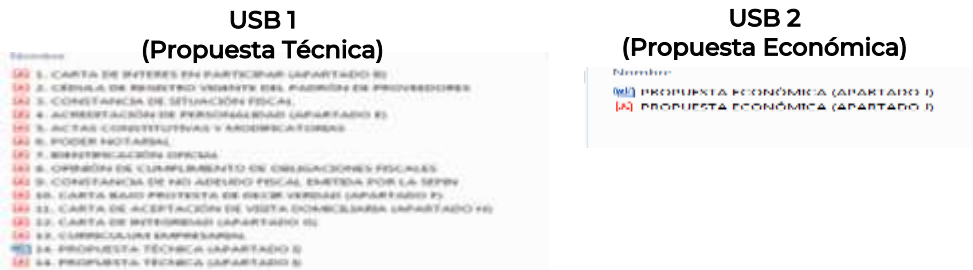 USB 1
(Propuesta Técnica)
Nombre
1. CARTA DE INTERES EN PARTICIPAR (APARTADO B)
2. CÉDULA DE REGISTRO VIGENTE DEL PADRÓN DE PROVEEDORES
3. CONSTANCIA DE SITUACIÓN FISCAL
4. ACREDITACIÓN DE PERSONALIDAD (APARTADO E)
5. ACTAS CONSTITUTIVAS Y MODIFICATORIAS
6. PODER NOTARIAL
7. IDENTIFICACIÓN OFICIAL
8. OPINIÓN DE CUMPLIMIENTO DE OBLIGACIONES FISCALES
9. CONSTANCIA DE NO ADEUDO FISCAL EMITIDA POR LA SEFIN
10. CARTA BAJO PROTESTA DE DECIR VERDAD (APARTADO F)
11. CARTA DE ACEPTACIÓN DE VISITA DOMICILIARIA (APARTADO H)
12. CARTA DE INTEGRIDAD (APARTADO G)
13. CURRICULUM EMPRESARIAL
14. PROPUESTA TÉCNICA (APARTADO I)
14. PROPUESTA TÉCNICA (APARTADO I)
USB 2
(Propuesta Económica)
Nombre
PROPUESTA ECONÓMICA (APARTADO J)
PROPUESTA ECONÓMICA (APARTADO J)